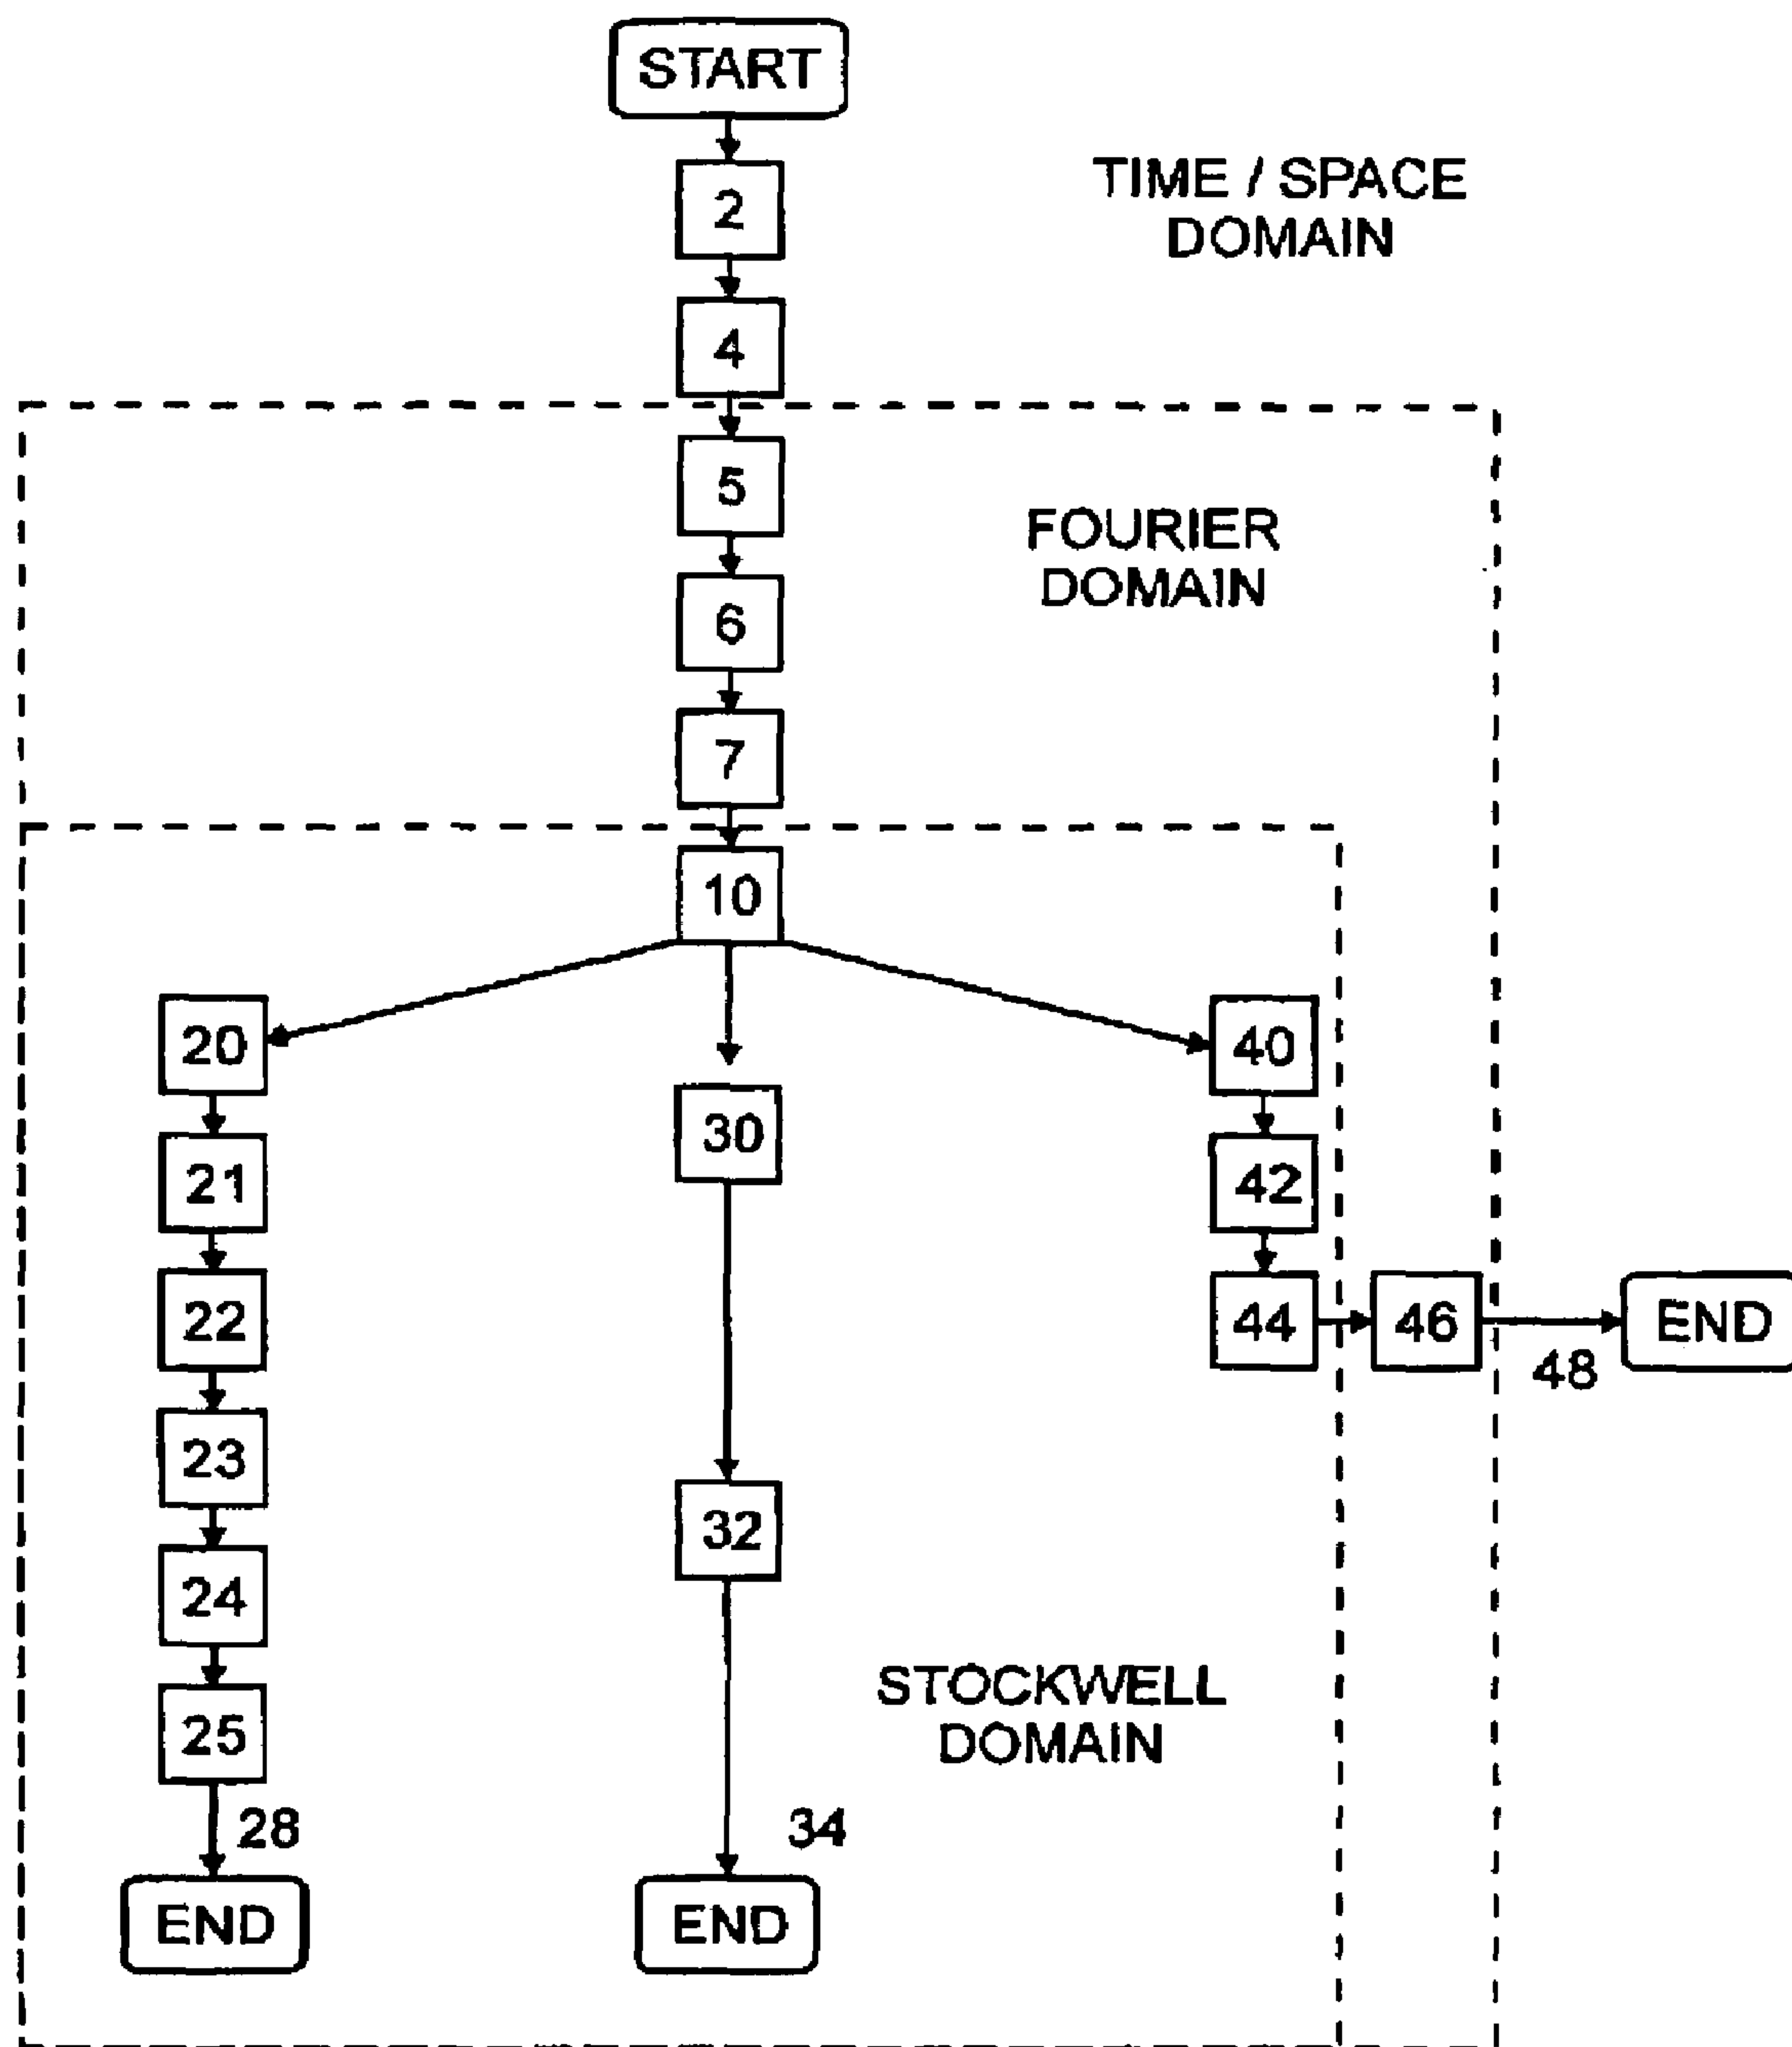 START
2
TIME / SPACE
DOMAIN
4
5
FOURIER
DOMAIN
6
7
10
20
40
30
21
42
22
44
46
END
48
23
32
24
STOCKWELL
DOMAIN
25
28
34
END
END